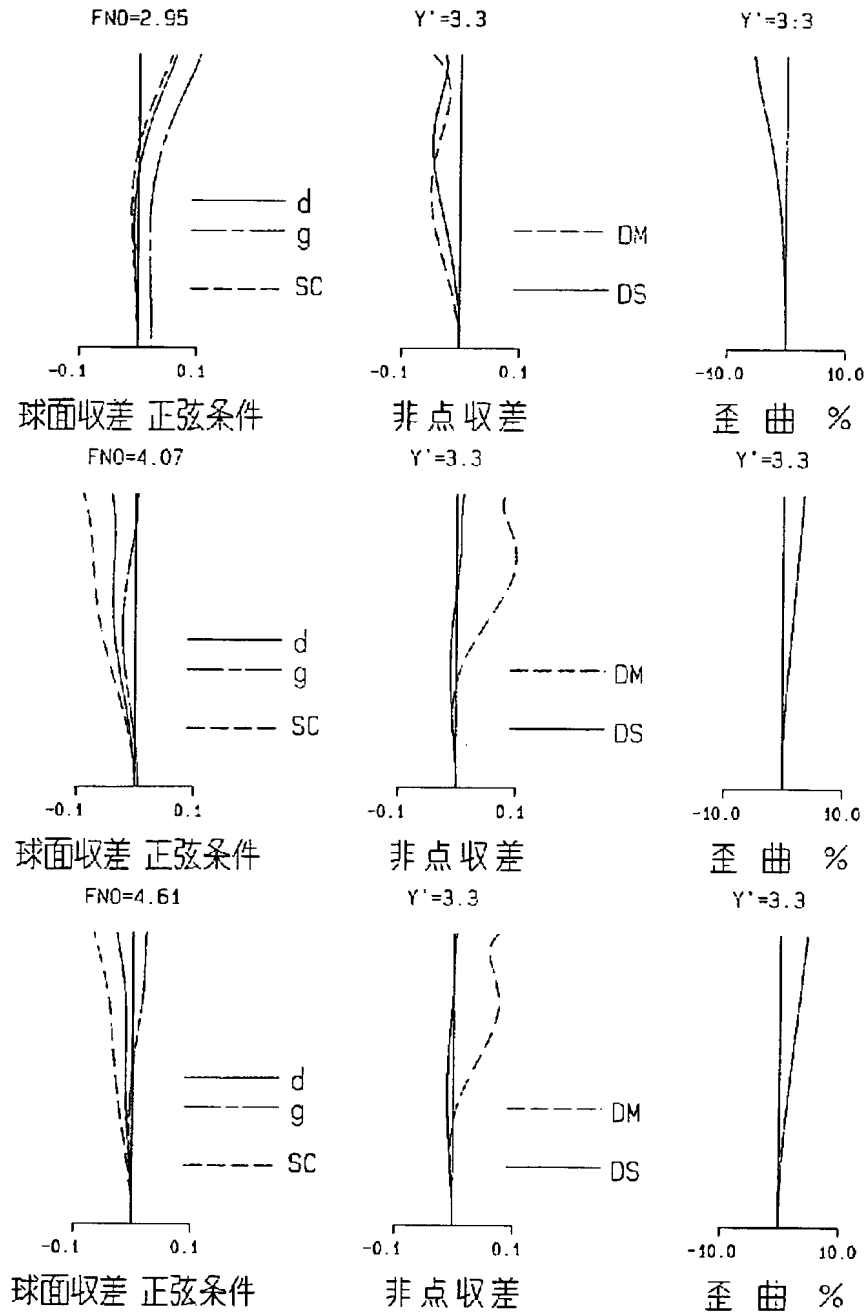 FNO=2.95
Y'=3.3
Y'=3.3
d
g
SC
DM
DS
-0.1 0.1
-0.1 0.1
-10.0 10.0
球面収差 正弦条件
非点収差
歪曲 %
FNO=4.07
Y'=3.3
Y'=3.3
d
g
SC
DM
DS
-0.1 0.1
-0.1 0.1
-10.0 10.0
球面収差 正弦条件
非点収差
歪曲 %
FNO=4.61
Y'=3.3
Y'=3.3
d
g
SC
DM
DS
-0.1 0.1
-0.1 0.1
-10.0 10.0
球面収差 正弦条件
非点収差
歪曲 %